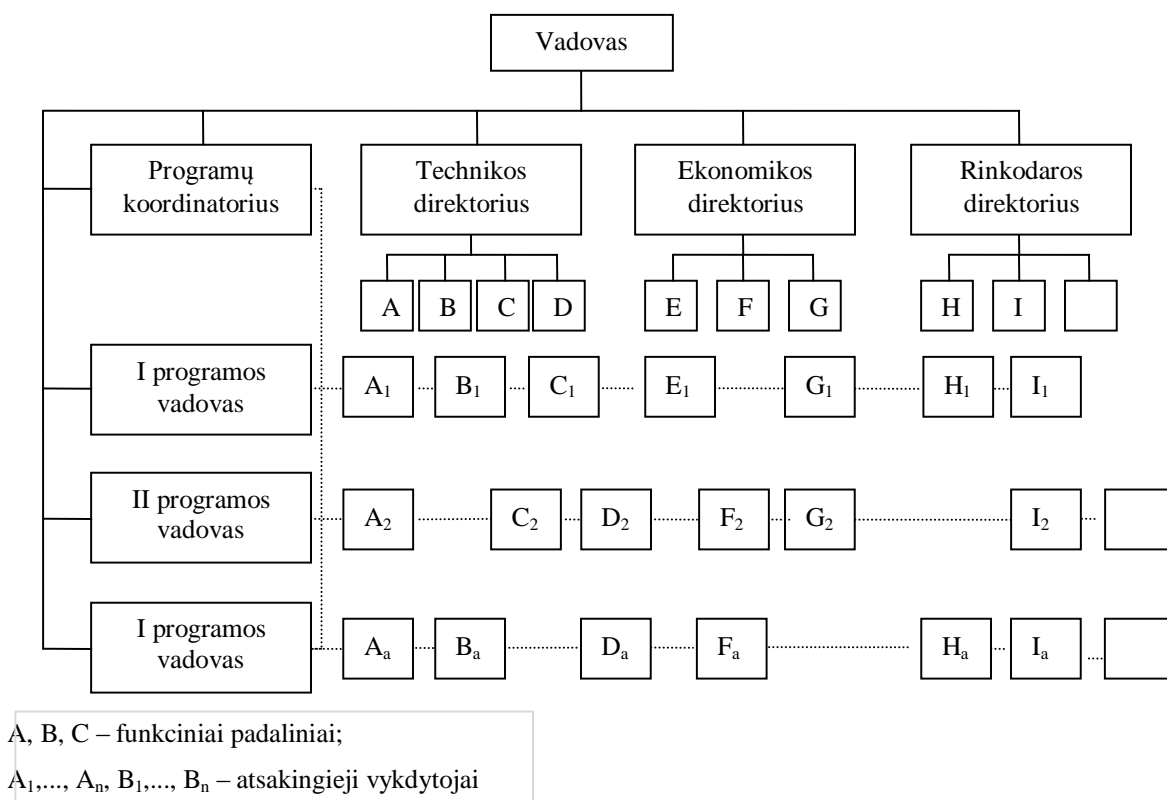 Vadovas
Programų
koordinatorius
Technikos
direktorius
Ekonomikos
direktorius
Rinkodaros
direktorius
A B C D E F G H I
I programos
vadovas
A₁ B₁ C₁ E₁ G₁ H₁ I₁
II programos
vadovas
A₂ C₂ D₂ F₂ G₂ I₂
I programos
vadovas
Aₐ Bₐ Dₐ Fₐ Hₐ Iₐ
A, B, C – funkciniai padaliniai;
A₁,..., Aₙ, B₁,..., Bₙ – atsakingieji vykdytojai